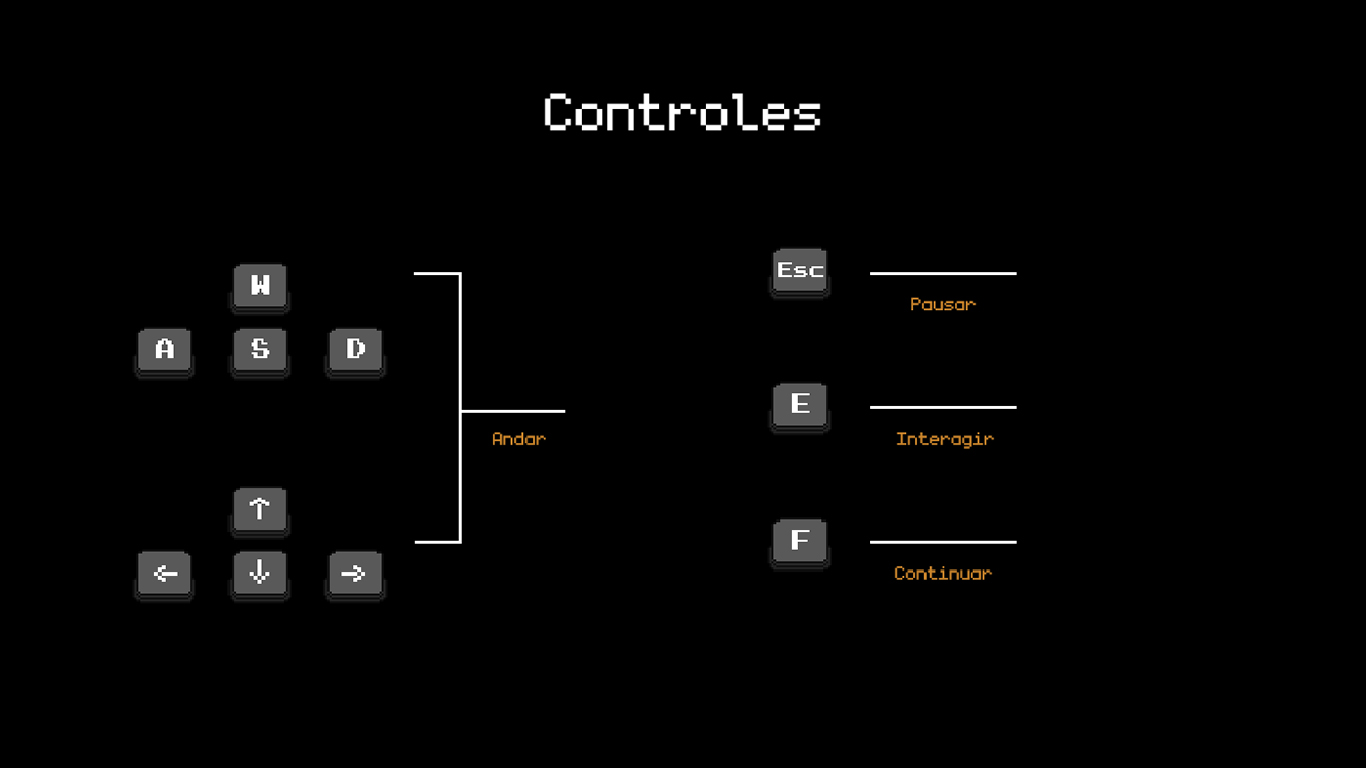 Controles
W
A S D
Andar
↑
← ↓ →
Esc
Pausar
E
Interagir
F
Continuar